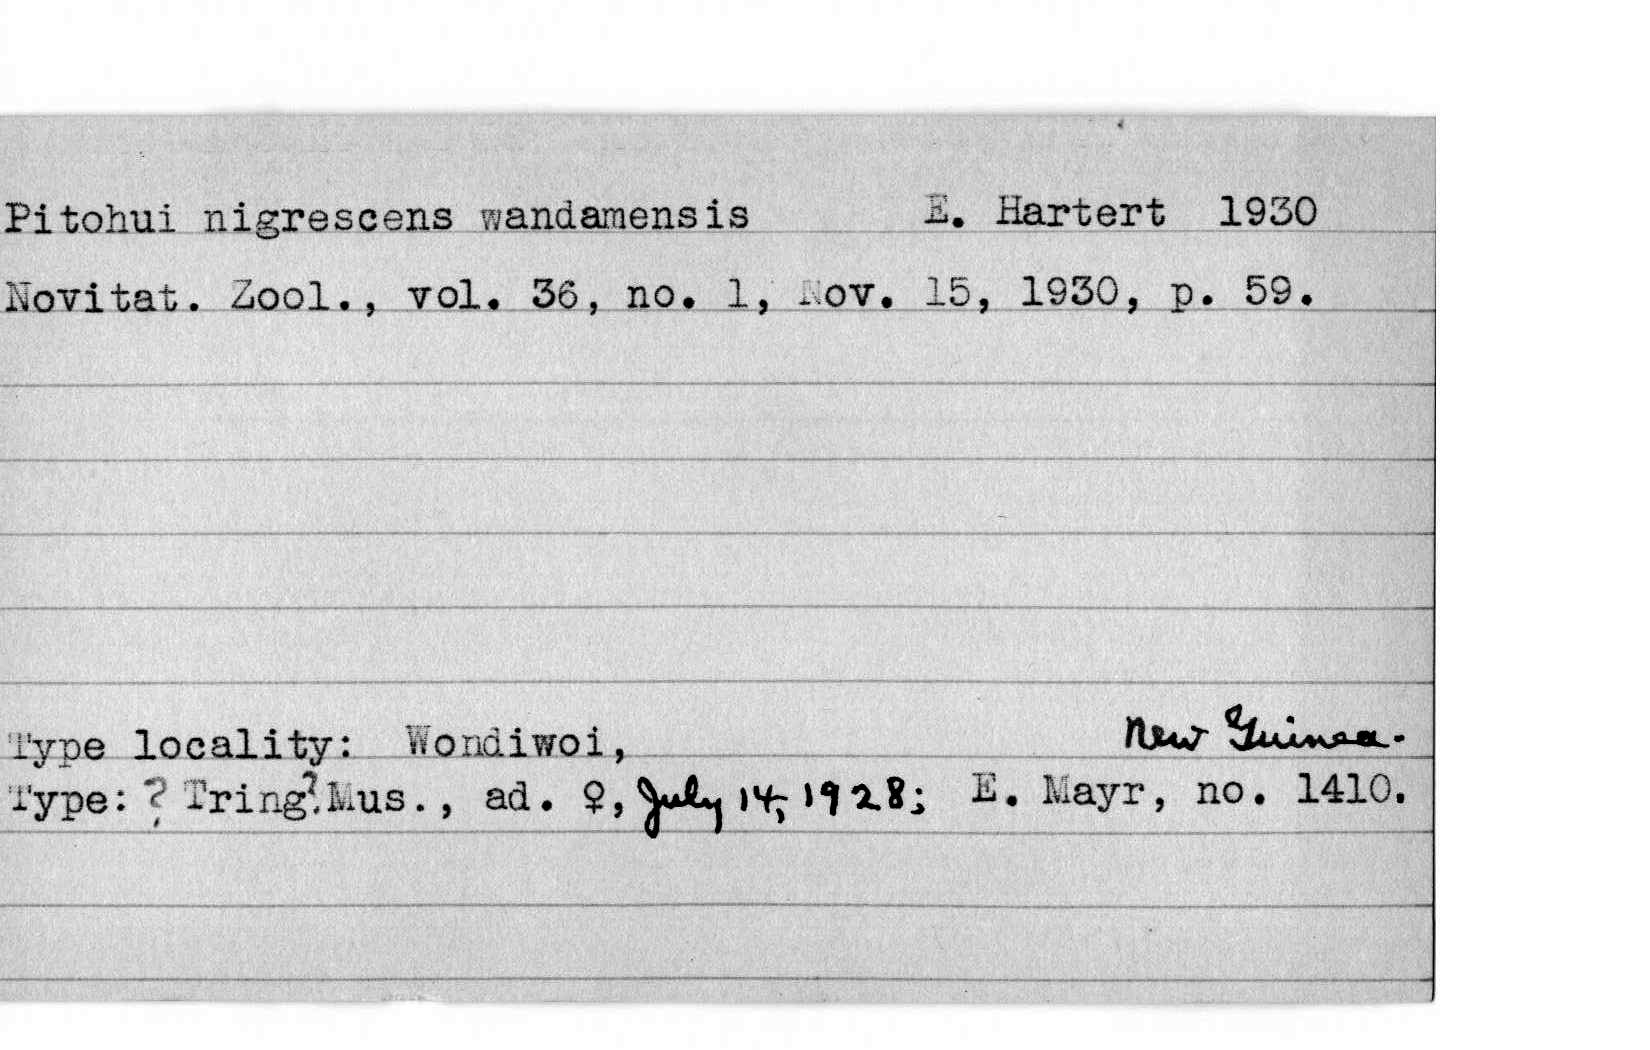 Pitohui nigrescens wandamensis E. Hartert 1930
Novitat. Zool., vol. 36, no. 1, Nov. 15, 1930, p. 59.
Type locality: Wondiwoi, New Guinea.
Type: ? Tring?.Mus., ad. ♀, July 14, 1928; E. Mayr, no. 1410.